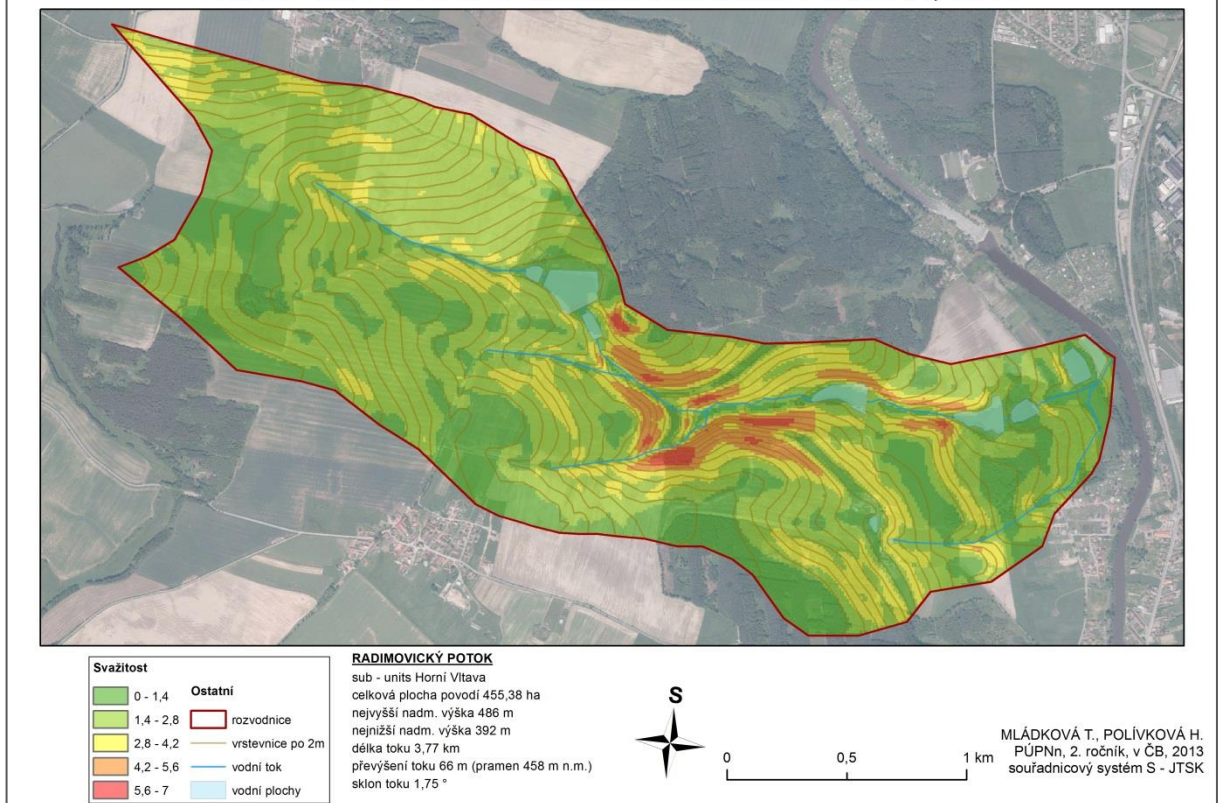 Svažitost
0 - 1,4
1,4 - 2,8
2,8 - 4,2
4,2 - 5,6
5,6 - 7
Ostatní
rozvodnice
vrstevnice po 2m
vodní tok
vodní plochy
RADIMOVICKÝ POTOK
sub - units Horní Vltava
celková plocha povodí 455,38 ha
nejvyšší nadm. výška 486 m
nejnižší nadm. výška 392 m
délka toku 3,77 km
převýšení toku 66 m (pramen 458 m n.m.)
sklon toku 1,75 °
S
0 0,5 1 km
MLÁDKOVÁ T., POLÍVKOVÁ H.
PÚPNn, 2. ročník, v ČB, 2013
souřadnicový systém S - JTSK